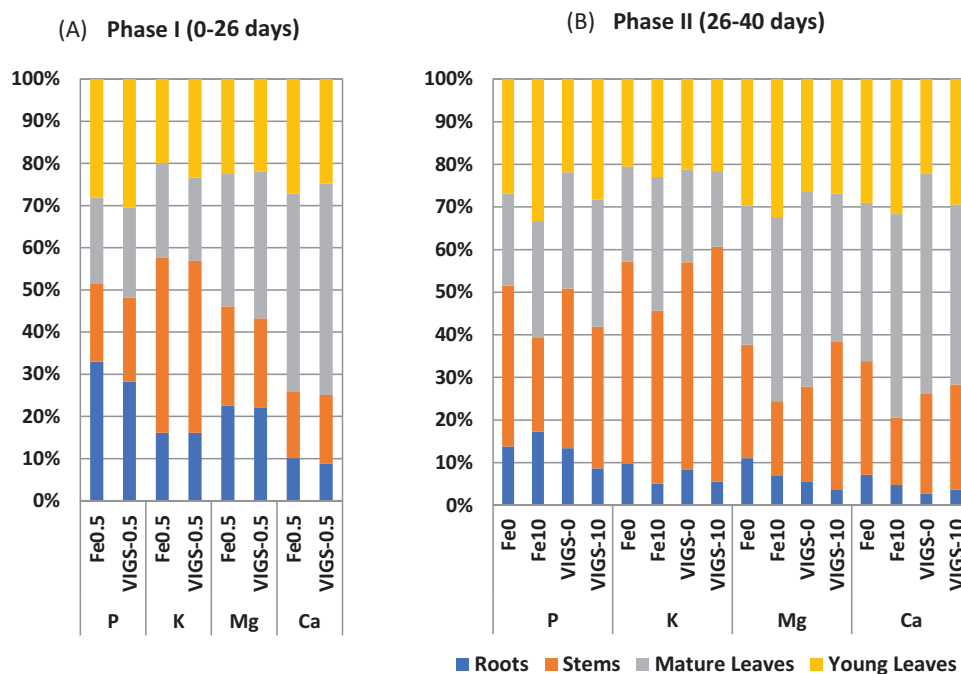 (A) Phase I (0-26 days)
100%
90%
80%
70%
60%
50%
40%
30%
20%
10%
0%
Fe0.5
VIGS-0.5
Fe0.5
VIGS-0.5
Fe0.5
VIGS-0.5
Fe0.5
VIGS-0.5
P K Mg Ca
(B) Phase II (26-40 days)
100%
90%
80%
70%
60%
50%
40%
30%
20%
10%
0%
Fe0
Fe10
VIGS-0
VIGS-10
Fe0
Fe10
VIGS-0
VIGS-10
Fe0
Fe10
VIGS-0
VIGS-10
Fe0
Fe10
VIGS-0
VIGS-10
P K Mg Ca
Roots Stems Mature Leaves Young Leaves